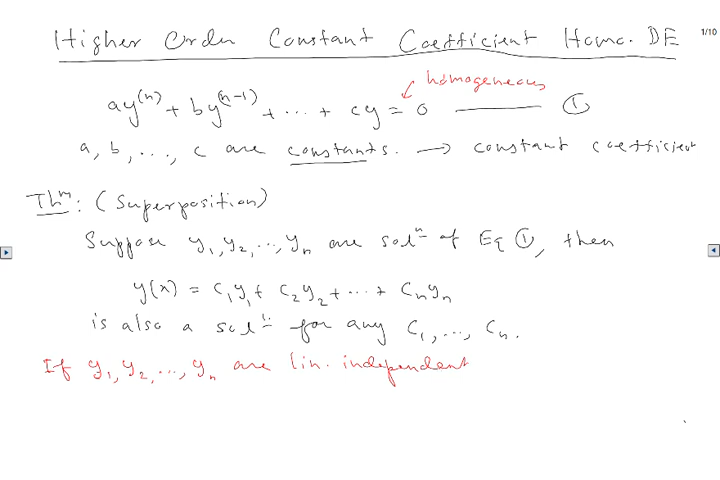 Higher Order Constant Coefficient Homo. DE
1/10
homogeneous
ay⁽ⁿ⁾ + by⁽ⁿ⁻¹⁾ + ··· + cy = 0 —— ①
a, b, ..., c are constants. → constant coefficient
Thᵐ: (Superposition)
Suppose y₁, y₂, ..., yₙ are solⁿ of Eq ①, then
y(x) = c₁y₁ + c₂y₂ + ··· + cₙyₙ
is also a solⁿ for any c₁, ..., cₙ.
If y₁, y₂, ..., yₙ are lin. independent